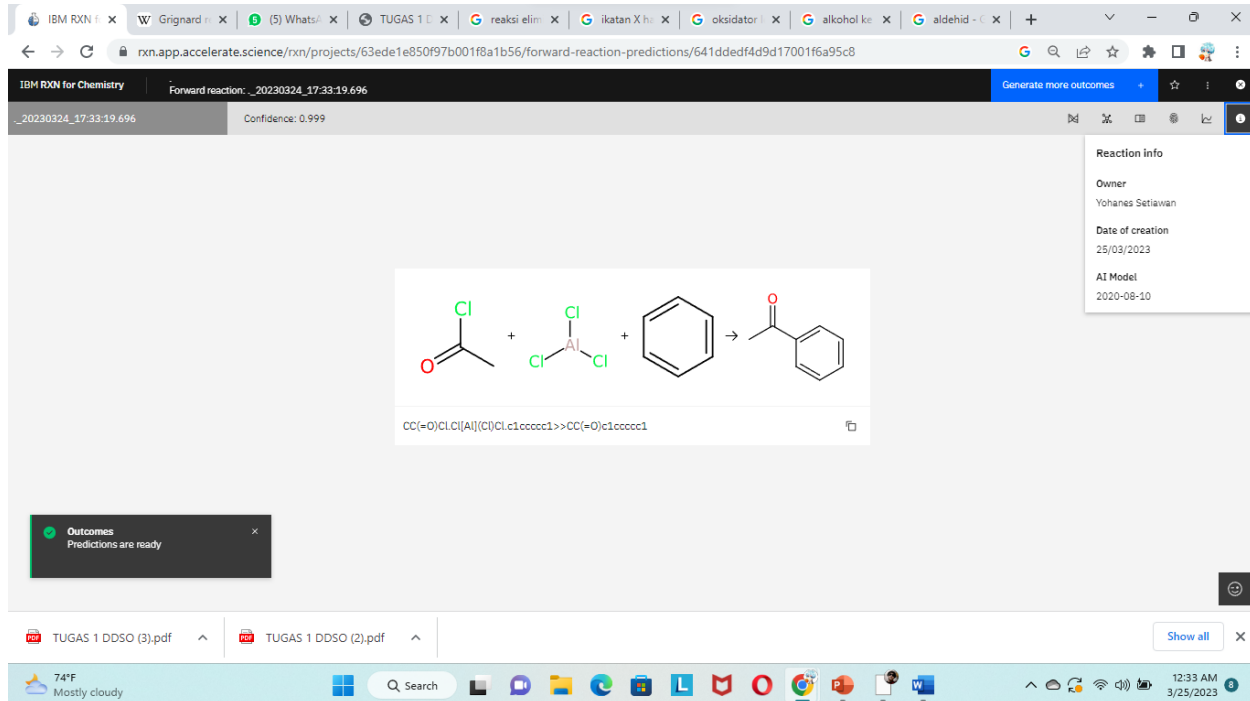 IBM RXN f
Grignard r
(5) WhatsA
TUGAS 1 D
reaksi elim
ikatan X ha
oksidator l
alkohol ke
aldehid - G
rxn.app.accelerate.science/rxn/projects/63ede1e850f97b001f8a1b56/forward-reaction-predictions/641ddedf4d9d17001f6a95c8
IBM RXN for Chemistry
Forward reaction: ._20230324_17:33:19.696
Generate more outcomes +
._20230324_17:33:19.696
Confidence: 0.999
Reaction info
Owner
Yohanes Setiawan
Date of creation
25/03/2023
AI Model
2020-08-10
Cl
O
+
Cl
Al
Cl
Cl
+
→
O
CC(=O)Cl.Cl[Al](Cl)Cl.c1ccccc1>>CC(=O)c1ccccc1
Outcomes
Predictions are ready
TUGAS 1 DDSO (3).pdf
TUGAS 1 DDSO (2).pdf
Show all
74°F
Mostly cloudy
Search
12:33 AM
3/25/2023
8